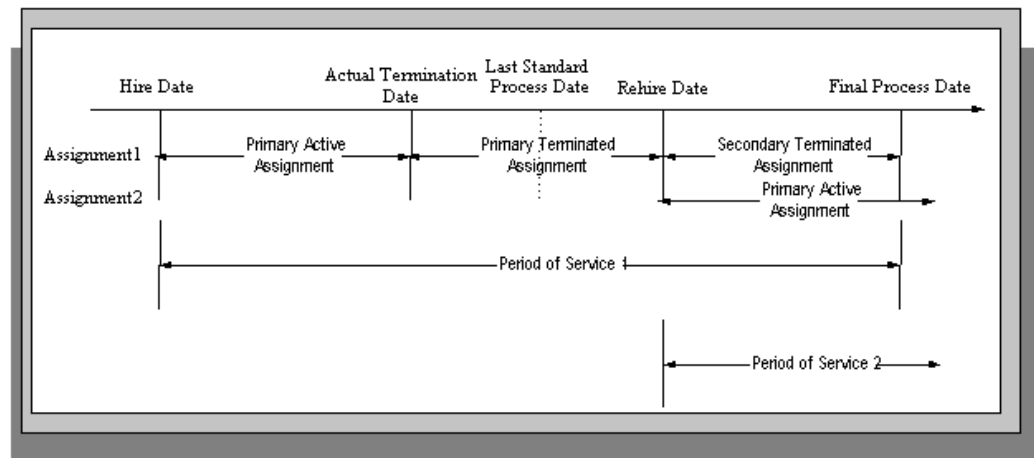 Hire Date
Actual Termination
Date
Last Standard
Process Date
Rehire Date
Final Process Date
Assignment1
Primary Active
Assignment
Primary Terminated
Assignment
Secondary Terminated
Assignment
Assignment2
Primary Active
Assignment
Period of Service 1
Period of Service 2